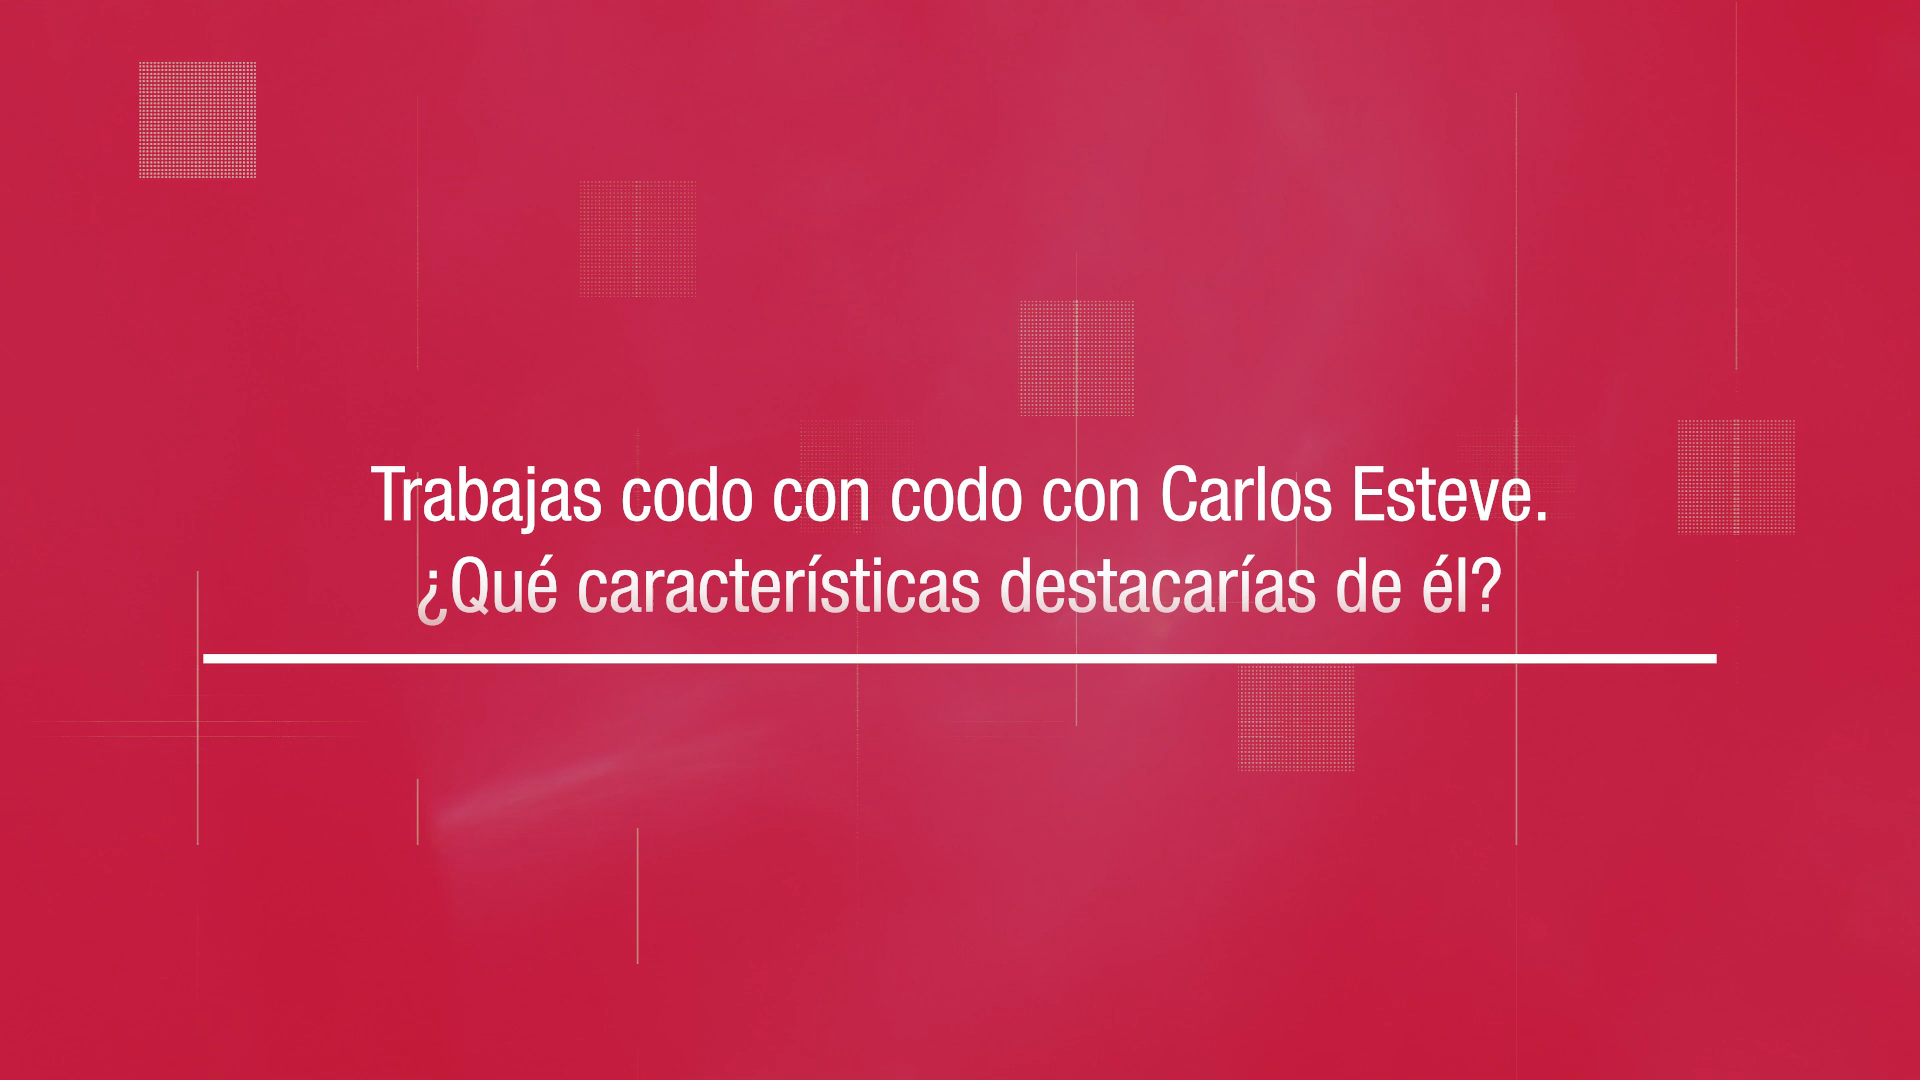 Trabajas codo con codo con Carlos Esteve.
¿Qué características destacarías de él?